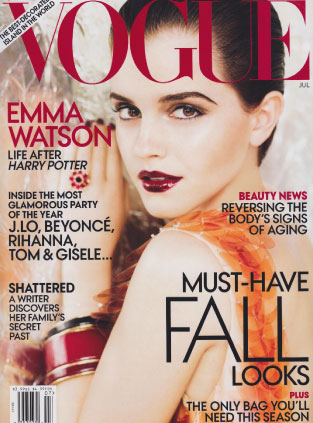 THE BEST-DECORATED
ISLAND IN THE WORLD
VOGUE
JUL
EMMA
WATSON
LIFE AFTER
HARRY POTTER
INSIDE THE MOST
GLAMOROUS PARTY
OF THE YEAR
J.LO, BEYONCÉ,
RIHANNA,
TOM & GISELE...
SHATTERED
A WRITER
DISCOVERS
HER FAMILY'S
SECRET
PAST
BEAUTY NEWS
REVERSING THE
BODY'S SIGNS
OF AGING
MUST-HAVE
FALL
LOOKS
PLUS
THE ONLY BAG YOU'LL
NEED THIS SEASON